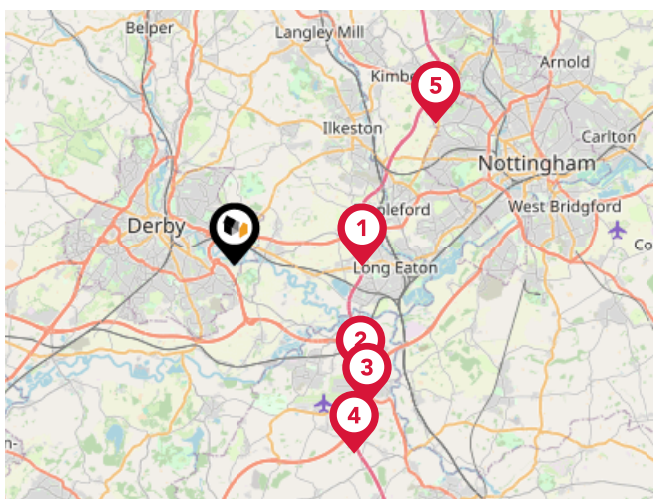 Belper
Langley Mill
Arnold
Kimbe
5
Ilkeston
Carlton
Nottingham
Derby
pleford
West Bridgford
1
Co
Long Eaton
2
3
4
n-